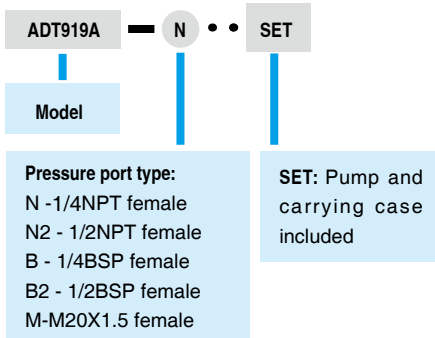 ADT919A — N • • SET
Model
Pressure port type:
N -1/4NPT female
N2 - 1/2NPT female
B - 1/4BSP female
B2 - 1/2BSP female
M-M20X1.5 female
SET: Pump and
carrying case
included